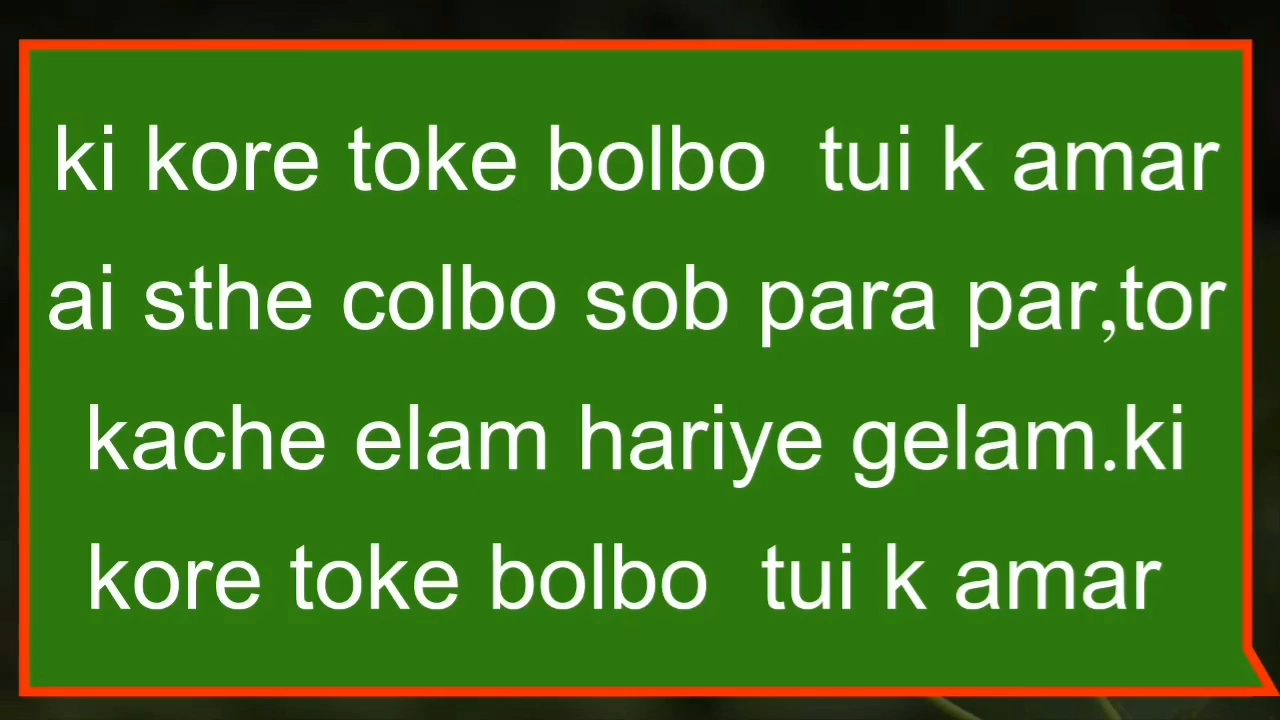 ki kore toke bolbo  tui k amar
ai sthe colbo sob para par,tor
kache elam hariye gelam.ki
kore toke bolbo  tui k amar